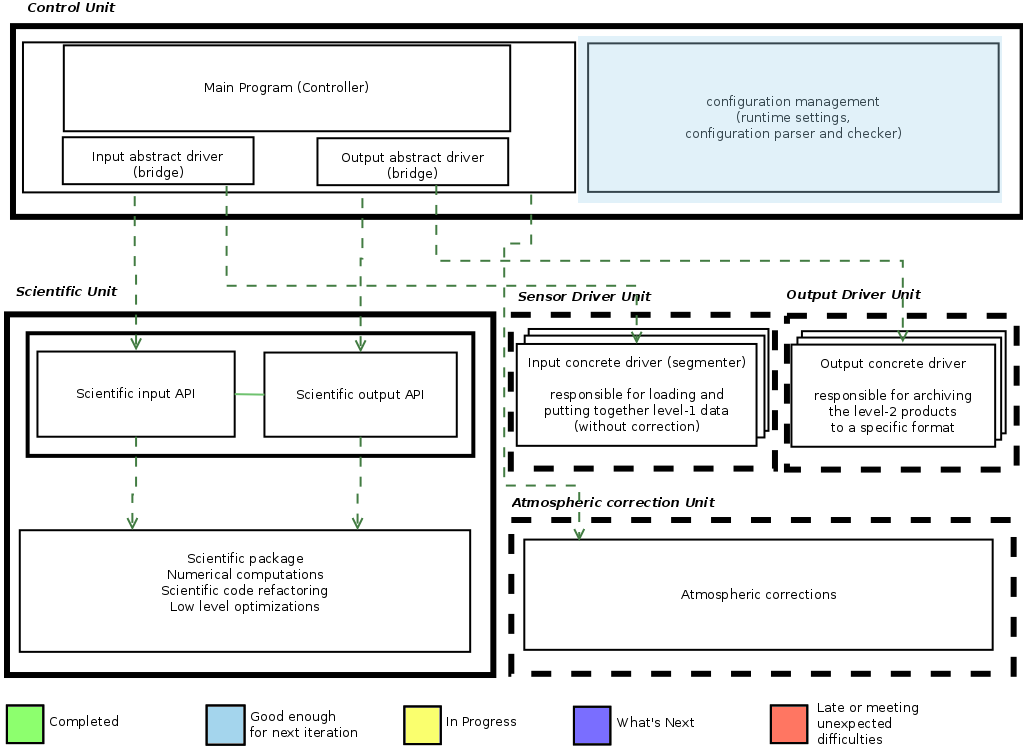 Control Unit
Main Program (Controller)
Input abstract driver
(bridge)
Output abstract driver
(bridge)
configuration management
(runtime settings,
configuration parser and checker)
Scientific Unit
Scientific input API
Scientific output API
Scientific package
Numerical computations
Scientific code refactoring
Low level optimizations
Sensor Driver Unit
Input concrete driver (segmenter)
responsible for loading and
putting together level-1 data
(without correction)
Output Driver Unit
Output concrete driver
responsible for archiving
the level-2 products
to a specific format
Atmospheric correction Unit
Atmospheric corrections
Completed
Good enough
for next iteration
In Progress
What's Next
Late or meeting
unexpected
difficulties